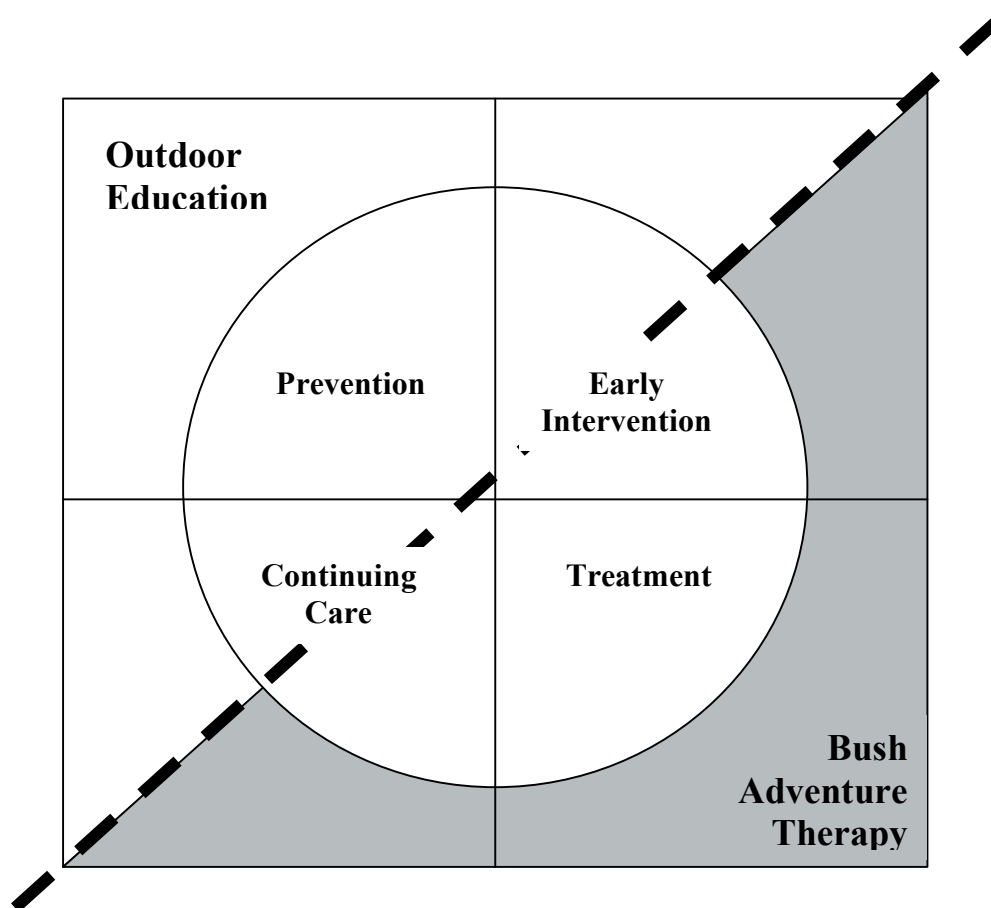 Outdoor
Education
Prevention
Early
Intervention
Continuing
Care
Treatment
Bush
Adventure
Therapy